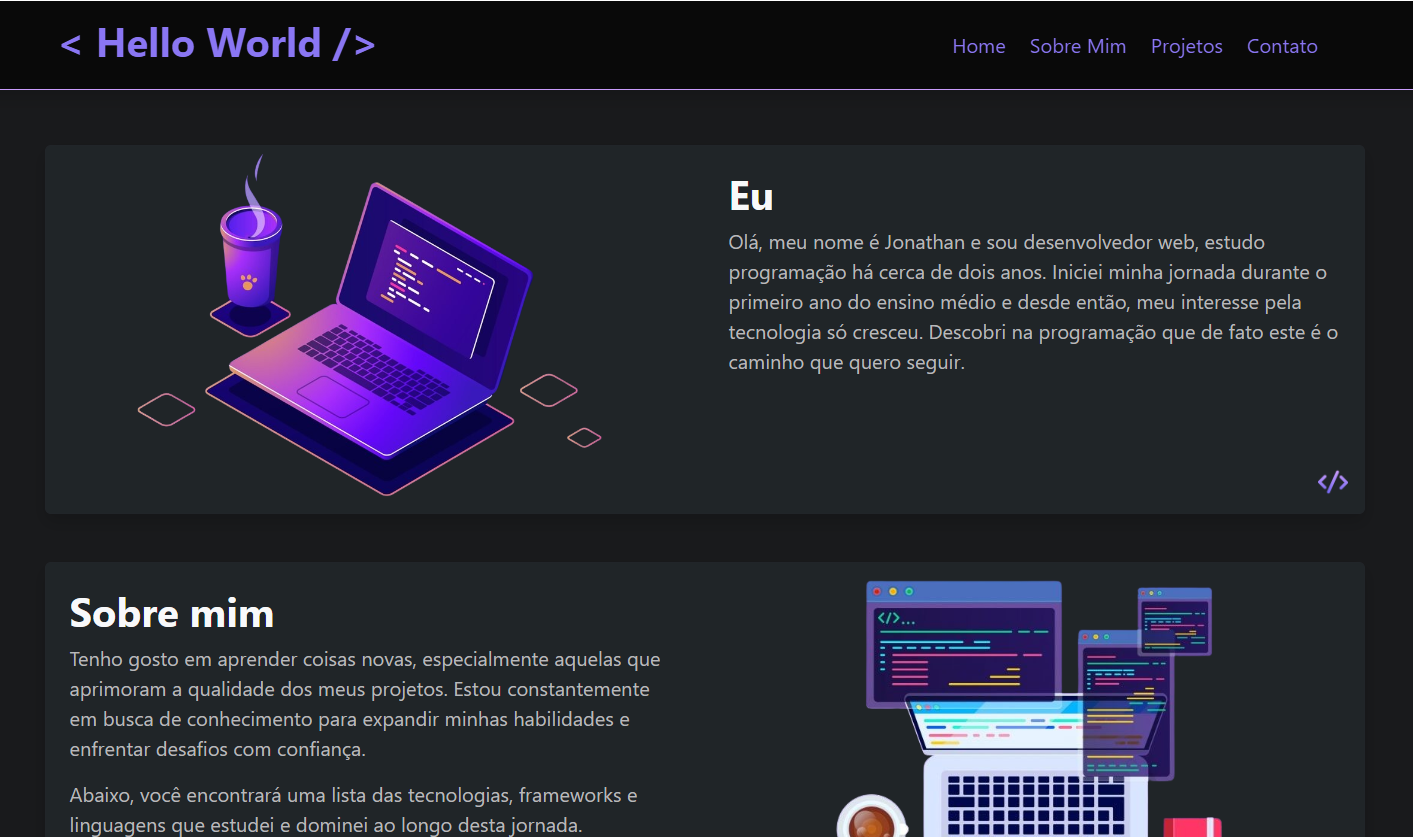 < Hello World />
Home Sobre Mim Projetos Contato
Eu
Olá, meu nome é Jonathan e sou desenvolvedor web, estudo
programação há cerca de dois anos. Iniciei minha jornada durante o
primeiro ano do ensino médio e desde então, meu interesse pela
tecnologia só cresceu. Descobri na programação que de fato este é o
caminho que quero seguir.
</>
Sobre mim
Tenho gosto em aprender coisas novas, especialmente aquelas que
aprimoram a qualidade dos meus projetos. Estou constantemente
em busca de conhecimento para expandir minhas habilidades e
enfrentar desafios com confiança.
Abaixo, você encontrará uma lista das tecnologias, frameworks e
linguagens que estudei e dominei ao longo desta jornada.
</>...